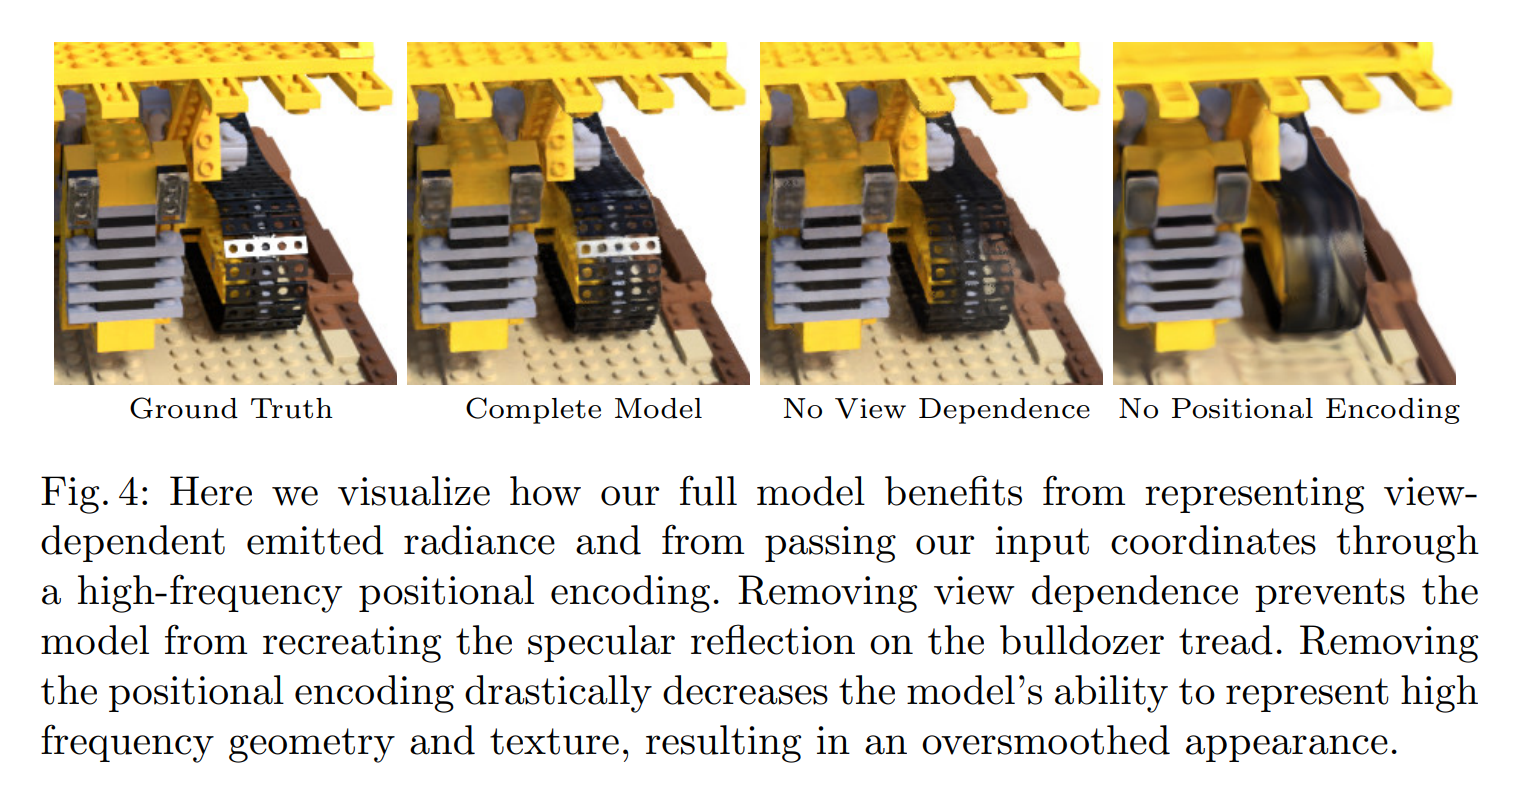 Ground Truth
Complete Model
No View Dependence
No Positional Encoding
Fig. 4: Here we visualize how our full model benefits from representing view-
dependent emitted radiance and from passing our input coordinates through
a high-frequency positional encoding. Removing view dependence prevents the
model from recreating the specular reflection on the bulldozer tread. Removing
the positional encoding drastically decreases the model's ability to represent high
frequency geometry and texture, resulting in an oversmoothed appearance.